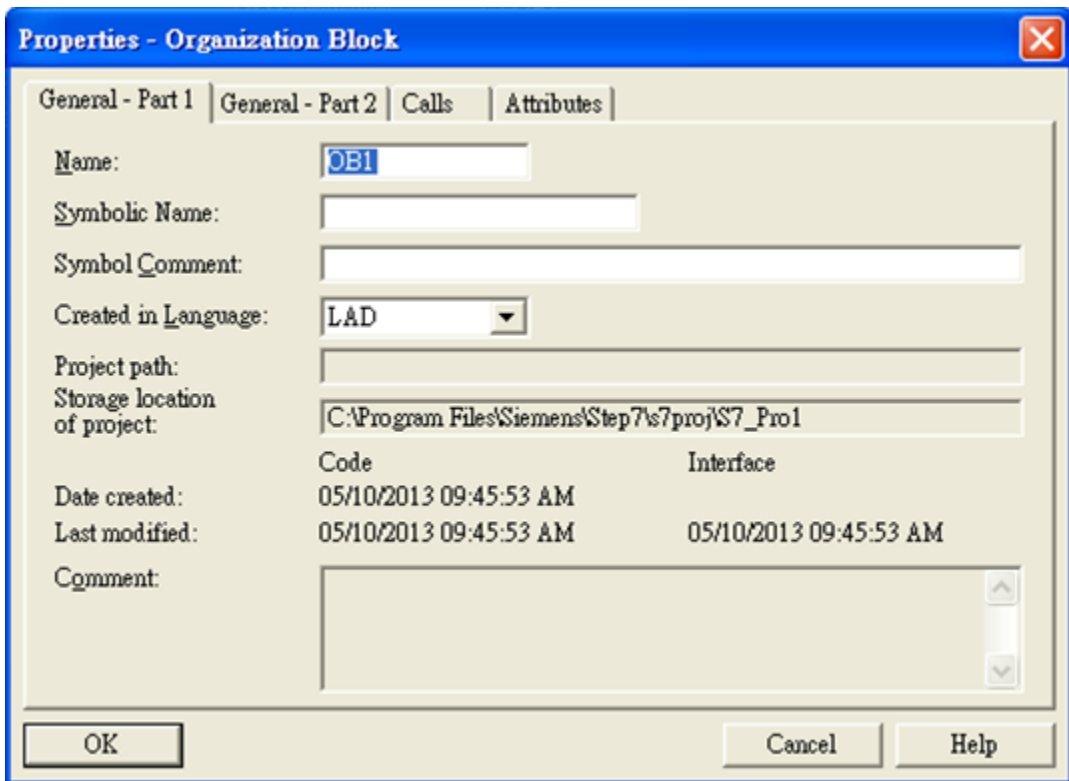 Properties - Organization Block
General - Part 1 General - Part 2 Calls Attributes
Name: OB1
Symbolic Name:
Symbol Comment:
Created in Language: LAD
Project path:
Storage location
of project: C:\Program Files\Siemens\Step7\s7proj\S7_Pro1
Code Interface
Date created: 05/10/2013 09:45:53 AM
Last modified: 05/10/2013 09:45:53 AM 05/10/2013 09:45:53 AM
Comment:
OK Cancel Help